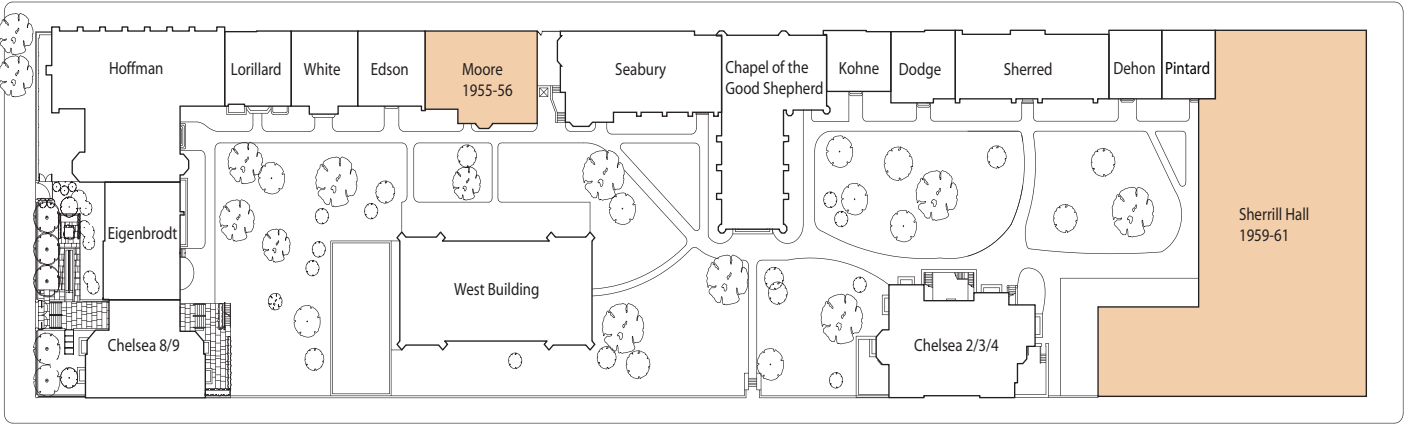 Hoffman
Lorillard
White
Edson
Moore
1955-56
Seabury
Chapel of the
Good Shepherd
Kohne
Dodge
Sherred
Dehon
Pintard
Sherrill Hall
1959-61
Eigenbrodt
West Building
Chelsea 8/9
Chelsea 2/3/4